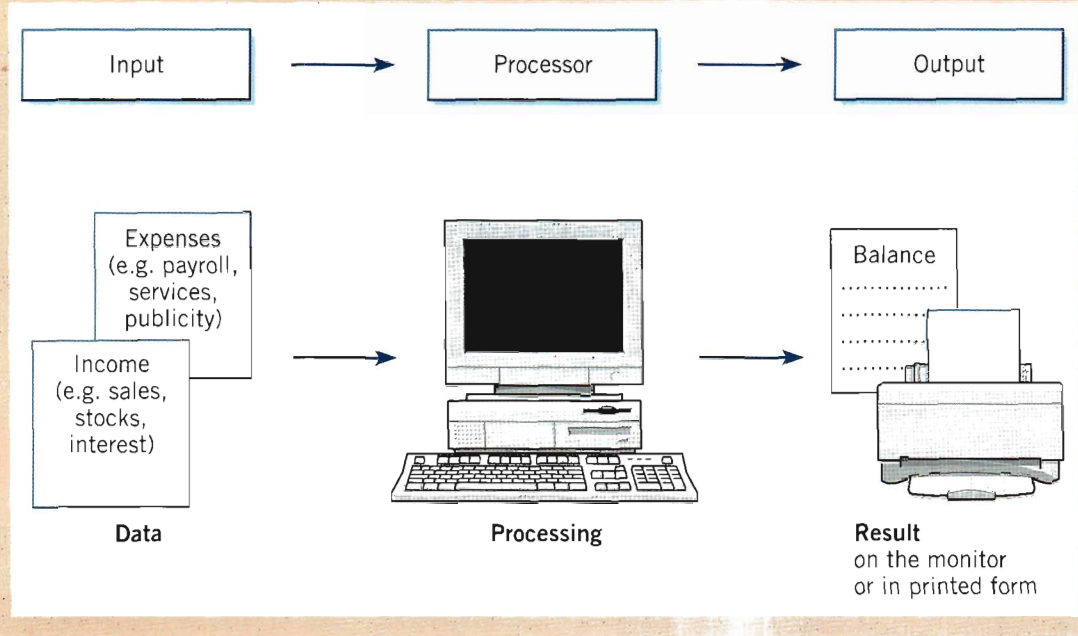 Input
Processor
Output
Expenses
(e.g. payroll,
services,
publicity)
Income
(e.g. sales,
stocks,
interest)
Balance
Data
Processing
Result
on the monitor
or in printed form